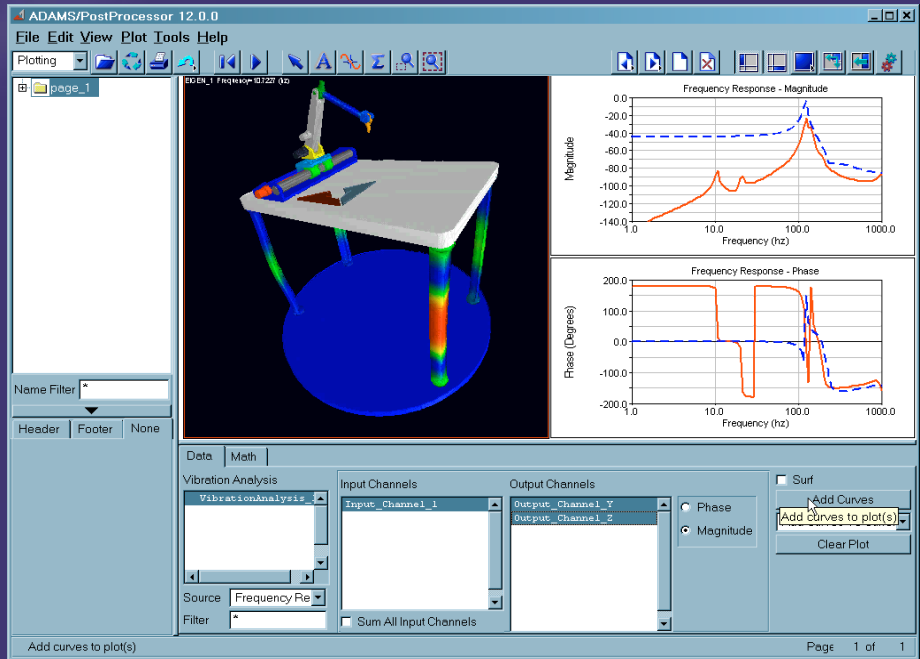 ADAMS/PostProcessor 12.0.0
File Edit View Plot Tools Help
Plotting
page_1
EIGEN_1 Frequency=
(hz)
Frequency Response - Magnitude
Magnitude
0.0
-20.0
-40.0
-60.0
-80.0
-100.0
-120.0
-140.0
1.0 10.0 100.0 1000.0
Frequency (hz)
Frequency Response - Phase
Phase (Degrees)
200.0
100.0
0.0
-100.0
-200.0
1.0 10.0 100.0 1000.0
Frequency (hz)
Name Filter *
Header Footer None
Data Math
Vibration Analysis
Input Channels
Output Channels
Surf
Input_Channel_1
Output_Channel_Y
Output_Channel_Z
Phase
Magnitude
Add Curves
Add curves to plot(s)
Clear Plot
Source Frequency Re
Filter *
Sum All Input Channels
Add curves to plot(s)
Page 1 of 1